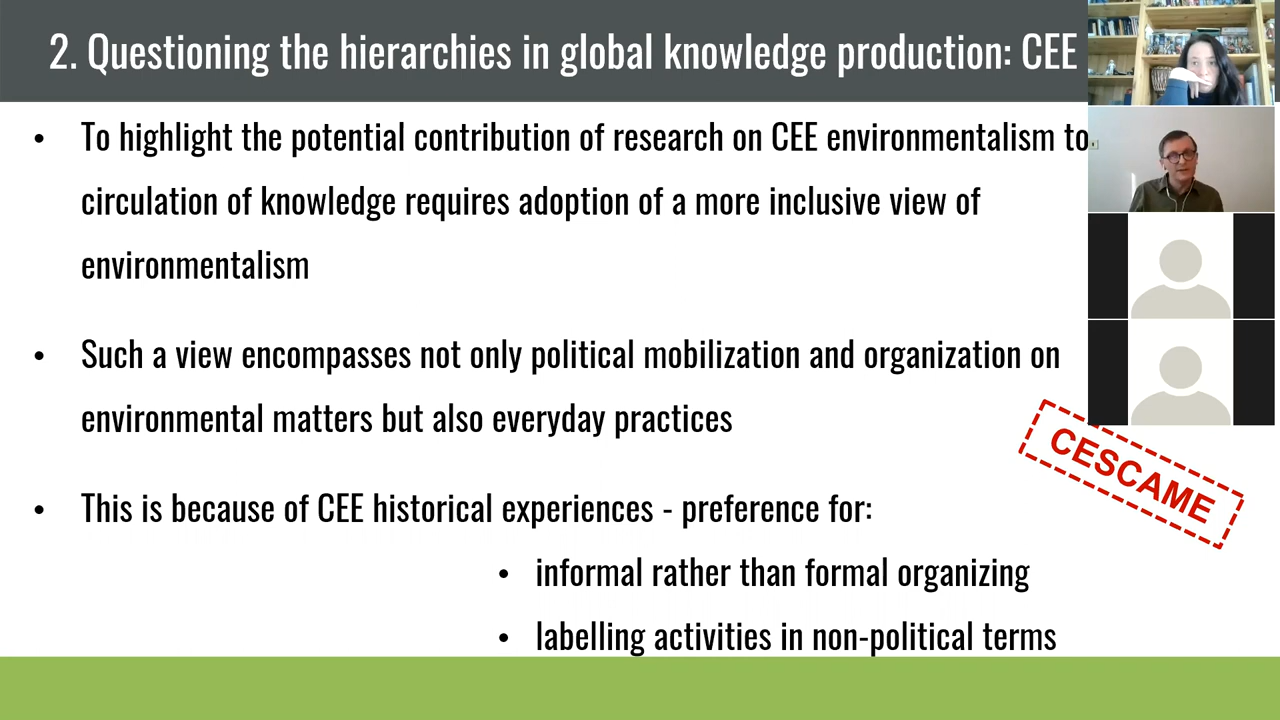 2. Questioning the hierarchies in global knowledge production: CEE
• To highlight the potential contribution of research on CEE environmentalism to
circulation of knowledge requires adoption of a more inclusive view of
environmentalism
• Such a view encompasses not only political mobilization and organization on
environmental matters but also everyday practices
• This is because of CEE historical experiences - preference for:
• informal rather than formal organizing
• labelling activities in non-political terms
CESCAME